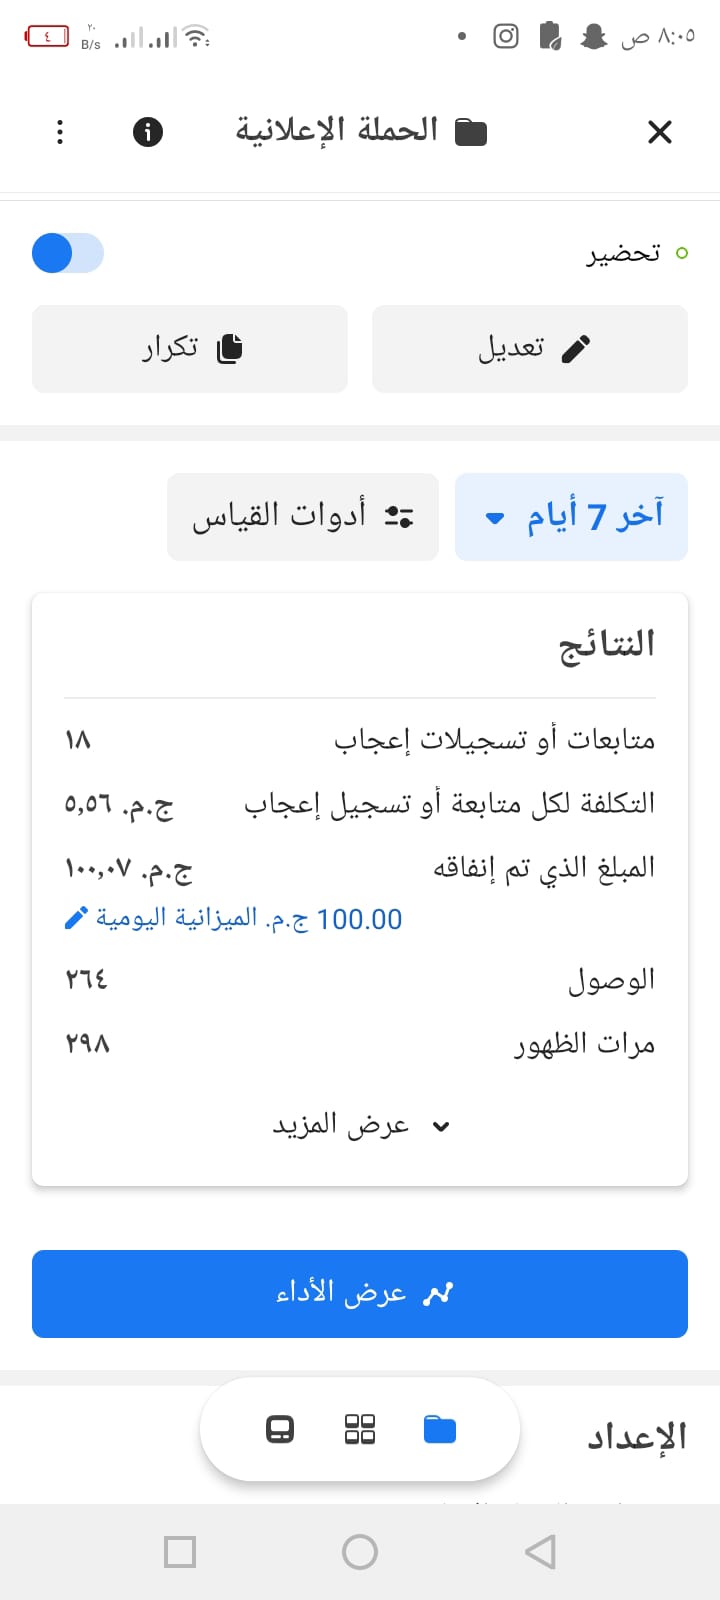 ٨:٠٥ ص
٢٠
B/s
٤
الحملة الإعلانية
تحضير
تعديل
تكرار
آخر 7 أيام
أدوات القياس
النتائج
متابعات أو تسجيلات إعجاب ١٨
التكلفة لكل متابعة أو تسجيل إعجاب ج.م. ٥,٥٦
المبلغ الذي تم إنفاقه ج.م. ١٠٠,٠٧
100.00 ج.م. الميزانية اليومية
الوصول ٢٦٤
مرات الظهور ٢٩٨
عرض المزيد
عرض الأداء
الإعداد